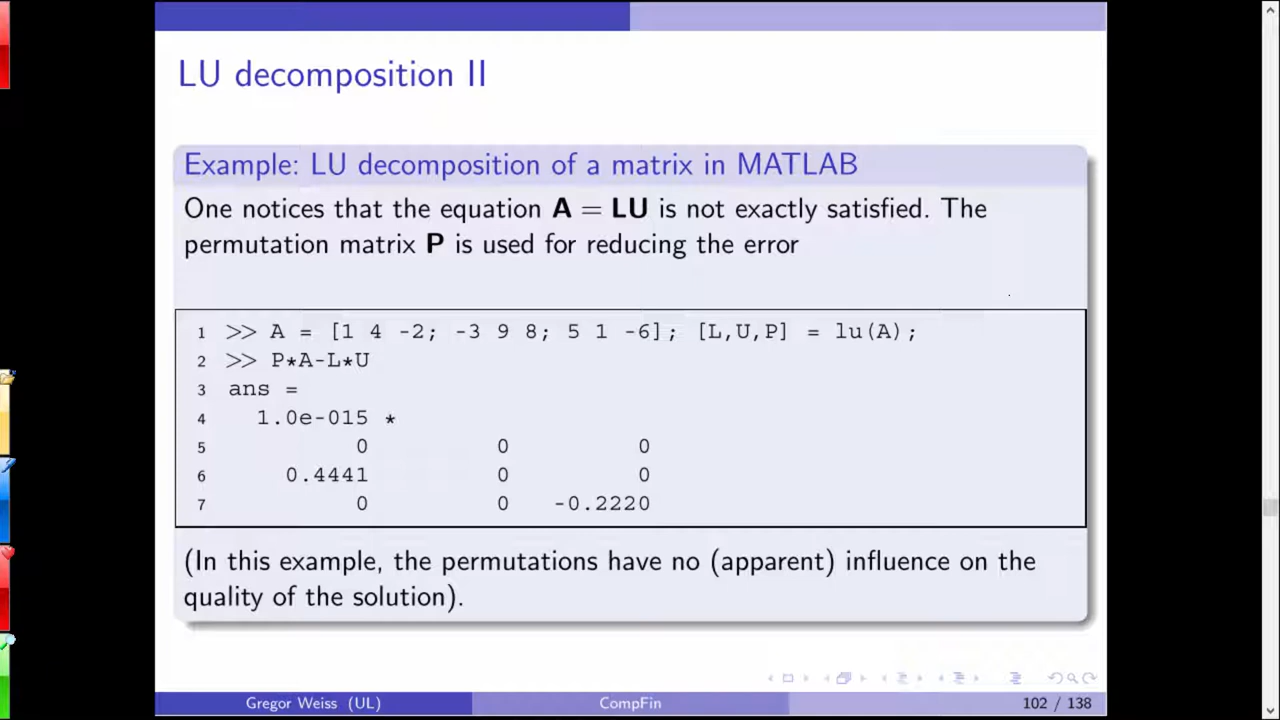 LU decomposition II
Example: LU decomposition of a matrix in MATLAB
One notices that the equation A = LU is not exactly satisfied. The
permutation matrix P is used for reducing the error
1 >> A = [1 4 -2; -3 9 8; 5 1 -6]; [L,U,P] = lu(A);
2 >> P*A-L*U
3 ans =
4 1.0e-015 *
5 0 0 0
6 0.4441 0 0
7 0 0 -0.2220
(In this example, the permutations have no (apparent) influence on the
quality of the solution).
Gregor Weiss (UL) CompFin 102 / 138